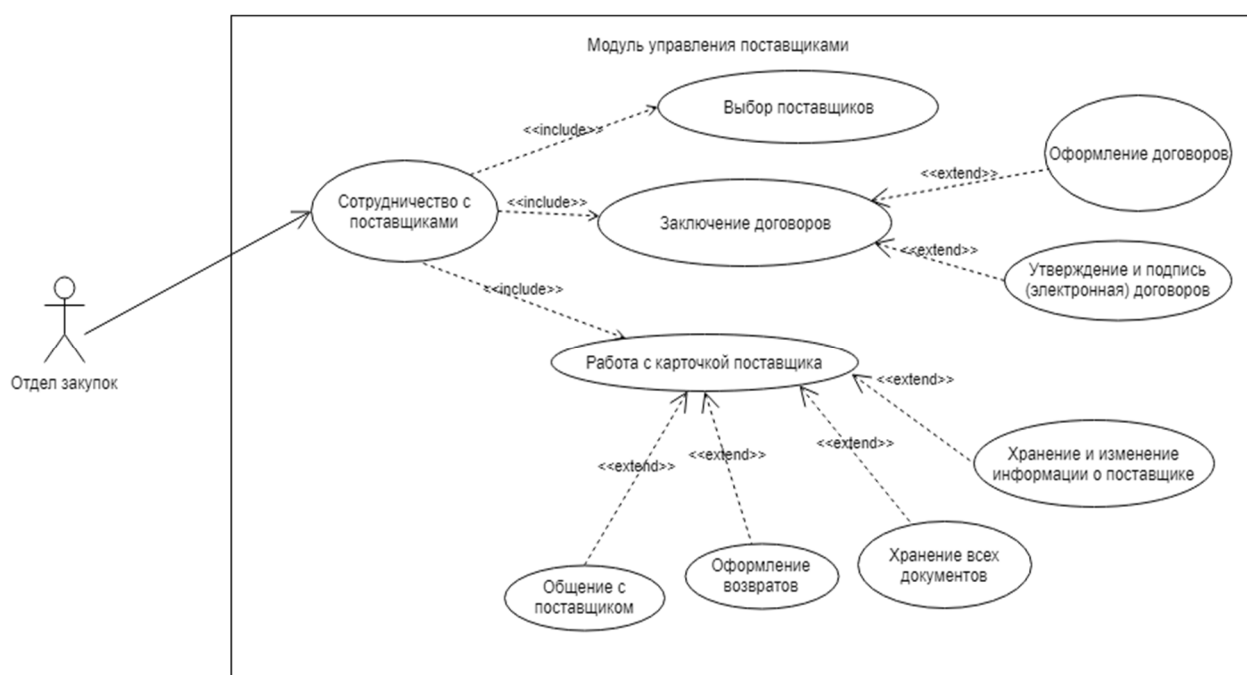 Модуль управления поставщиками
Выбор поставщиков
<<include>>
Оформление договоров
<<extend>>
Сотрудничество с
поставщиками
<<include>>
Заключение договоров
<<extend>>
Утверждение и подпись
(электронная) договоров
<<include>>
Отдел закупок
Работа с карточкой поставщика
<<extend>>
<<extend>>
<<extend>>
<<extend>>
Хранение и изменение
информации о поставщике
Общение с
поставщиком
Оформление
возвратов
Хранение всех
документов